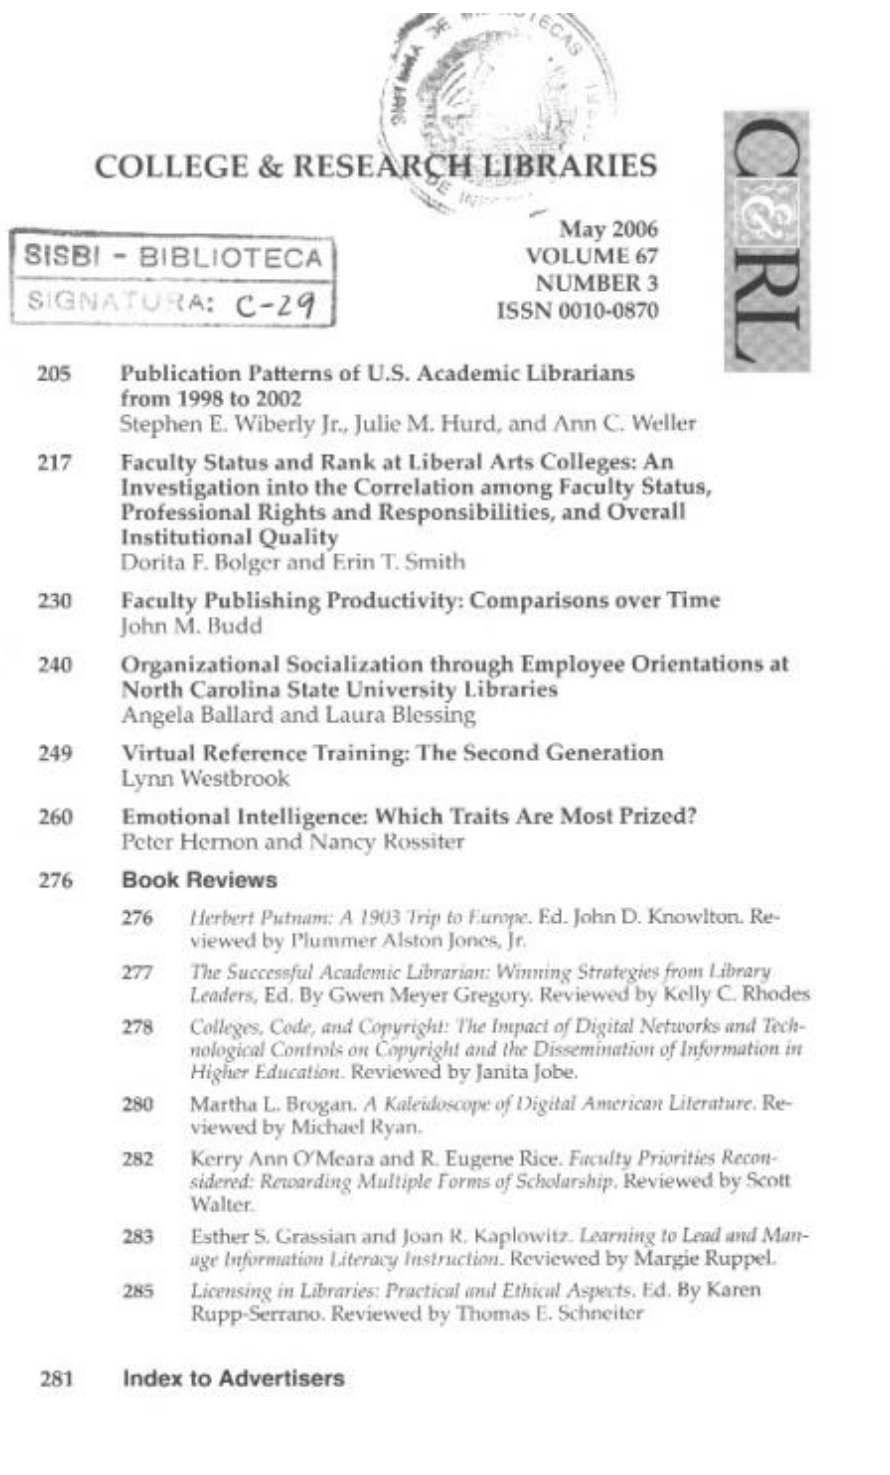 DE BIBLIOTECAS
COLLEGE & RESEARCH LIBRARIES
DE
C&RL
May 2006
SISBI - BIBLIOTECA
VOLUME 67
NUMBER 3
SIGNATURA: C-29
ISSN 0010-0870
205 Publication Patterns of U.S. Academic Librarians
from 1998 to 2002
Stephen E. Wiberly Jr., Julie M. Hurd, and Ann C. Weller
217 Faculty Status and Rank at Liberal Arts Colleges: An
Investigation into the Correlation among Faculty Status,
Professional Rights and Responsibilities, and Overall
Institutional Quality
Dorita F. Bolger and Erin T. Smith
230 Faculty Publishing Productivity: Comparisons over Time
John M. Budd
240 Organizational Socialization through Employee Orientations at
North Carolina State University Libraries
Angela Ballard and Laura Blessing
249 Virtual Reference Training: The Second Generation
Lynn Westbrook
260 Emotional Intelligence: Which Traits Are Most Prized?
Peter Hernon and Nancy Rossiter
276 Book Reviews
276 Herbert Putnam: A 1903 Trip to Europe. Ed. John D. Knowlton. Re-
viewed by Plummer Alston Jones, Jr.
277 The Successful Academic Librarian: Winning Strategies from Library
Leaders, Ed. By Gwen Meyer Gregory. Reviewed by Kelly C. Rhodes
278 Colleges, Code, and Copyright: The Impact of Digital Networks and Tech-
nological Controls on Copyright and the Dissemination of Information in
Higher Education. Reviewed by Janita Jobe.
280 Martha L. Brogan. A Kaleidoscope of Digital American Literature. Re-
viewed by Michael Ryan.
282 Kerry Ann O'Meara and R. Eugene Rice. Faculty Priorities Recon-
sidered: Rewarding Multiple Forms of Scholarship. Reviewed by Scott
Walter.
283 Esther S. Grassian and Joan R. Kaplowitz. Learning to Lead and Man-
age Information Literacy Instruction. Reviewed by Margie Ruppel.
285 Licensing in Libraries: Practical and Ethical Aspects. Ed. By Karen
Rupp-Serrano. Reviewed by Thomas E. Schneiter
281 Index to Advertisers